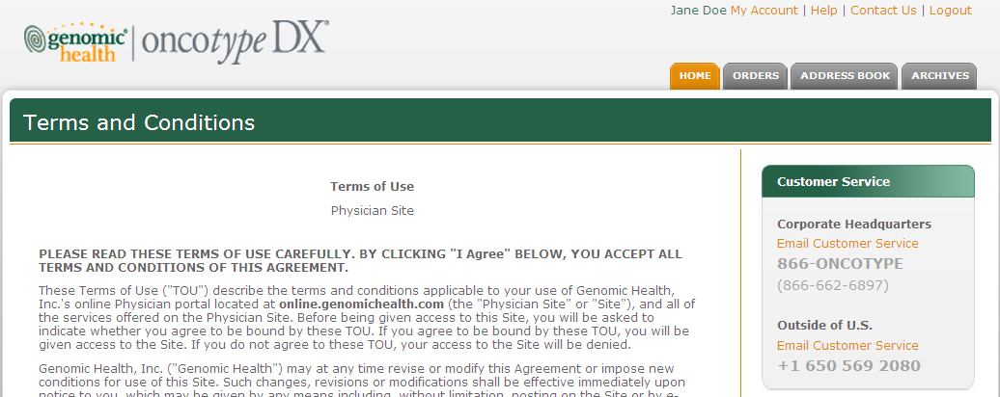 Jane Doe My Account | Help | Contact Us | Logout
genomic health® | oncotype DX®
HOME ORDERS ADDRESS BOOK ARCHIVES
Terms and Conditions
Terms of Use
Physician Site
PLEASE READ THESE TERMS OF USE CAREFULLY. BY CLICKING "I Agree" BELOW, YOU ACCEPT ALL
TERMS AND CONDITIONS OF THIS AGREEMENT.
These Terms of Use ("TOU") describe the terms and conditions applicable to your use of Genomic Health,
Inc.'s online Physician portal located at online.genomichealth.com (the "Physician Site" or "Site"), and all of
the services offered on the Physician Site. Before being given access to this Site, you will be asked to
indicate whether you agree to be bound by these TOU. If you agree to be bound by these TOU, you will be
given access to the Site. If you do not agree to these TOU, your access to the Site will be denied.
Genomic Health, Inc. ("Genomic Health") may at any time revise or modify this Agreement or impose new
conditions for use of this Site. Such changes, revisions or modifications shall be effective immediately upon
notice to you, which may be given by any means including, without limitation, posting on the Site or by e-
Customer Service
Corporate Headquarters
Email Customer Service
866-ONCOTYPE
(866-662-6897)
Outside of U.S.
Email Customer Service
+1 650 569 2080